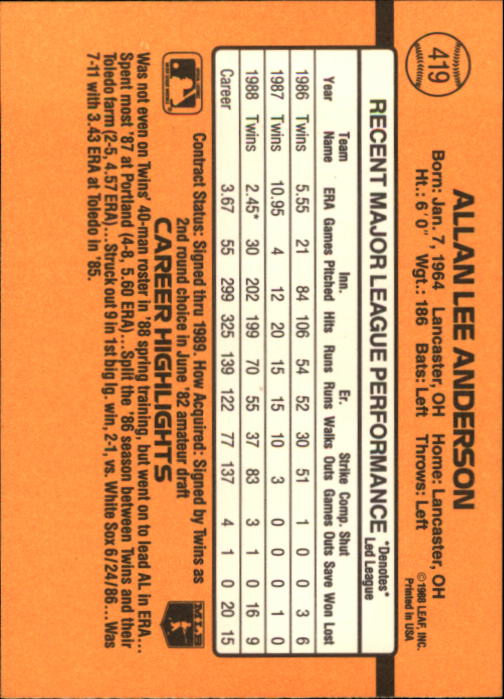 419
ALLAN LEE ANDERSON
Born: Jan. 7, 1964 Lancaster, OH Home: Lancaster, OH
Ht.: 6'0" Wgt.: 186 Bats: Left Throws: Left
©1988 LEAF, INC.
Printed in USA
RECENT MAJOR LEAGUE PERFORMANCE *Denotes*
Led League
Team Inn. Er. Strike Comp. Shut
Year Name ERA Games Pitched Hits Runs Runs Walks Outs Games Outs Save Won Lost
1986 Twins 5.55 21 84 106 54 52 30 51 1 0 0 3 6
1987 Twins 10.95 4 12 20 15 15 10 3 0 0 0 1 0
1988 Twins 2.45* 30 202 199 70 55 37 83 3 1 0 16 9
Career 3.67 55 299 325 139 122 77 137 4 1 0 20 15
Contract Status: Signed thru 1989 How Acquired: Signed by Twins as
2nd round choice in June '82 amateur draft
MLB
CAREER HIGHLIGHTS
Was not even on Twins' 40-man roster in '88 spring training, but went on to lead AL in ERA...
Spent most '87 at Portland (4-8, 5.60 ERA)...Split the '86 season between Twins and their
Toledo farm (2-5, 4.57 ERA)...Struck out 9 in 1st big lg. win, 2-1, vs. White Sox 6/24/86...Was
7-11 with 3.43 ERA at Toledo in '85.